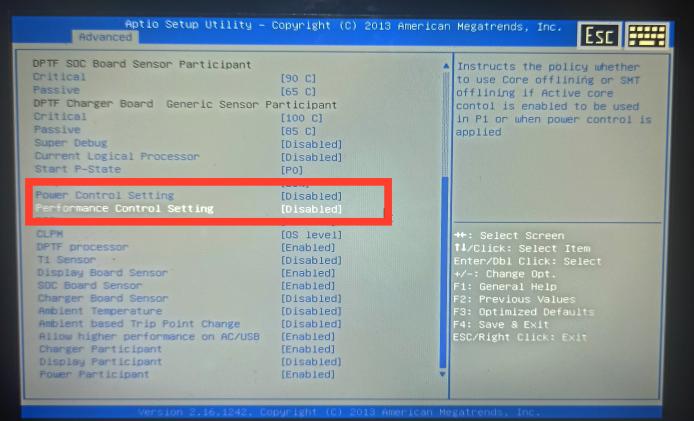 Aptio Setup Utility – Copyright (C) 2013 American Megatrends, Inc.
Advanced
Esc
DPTF SOC Board Sensor Participant
Critical [90 C]
Passive [65 C]
DPTF Charger Board Generic Sensor Participant
Critical [100 C]
Passive [85 C]
Super Debug [Disabled]
Current Logical Processor [Disabled]
Start P-State [P0]
Power Control Setting [Disabled]
Performance Control Setting [Disabled]
CLPM [OS level]
DPTF processor [Enabled]
T1 Sensor [Disabled]
Display Board Sensor [Enabled]
SOC Board Sensor [Enabled]
Charger Board Sensor [Disabled]
Ambient Temperature [Disabled]
Ambient based Trip Point Change [Disabled]
Allow higher performance on AC/USB [Enabled]
Charger Participant [Enabled]
Display Participant [Disabled]
Power Participant [Enabled]
Instructs the policy whether
to use Core offlining or SMT
offlining if Active core
contol is enabled to be used
in P1 or when power control is
applied
→←: Select Screen
↑↓/Click: Select Item
Enter/Dbl Click: Select
+/-: Change Opt.
F1: General Help
F2: Previous Values
F3: Optimized Defaults
F4: Save & Exit
ESC/Right Click: Exit
Version 2.16.1242. Copyright (C) 2013 American Megatrends, Inc.